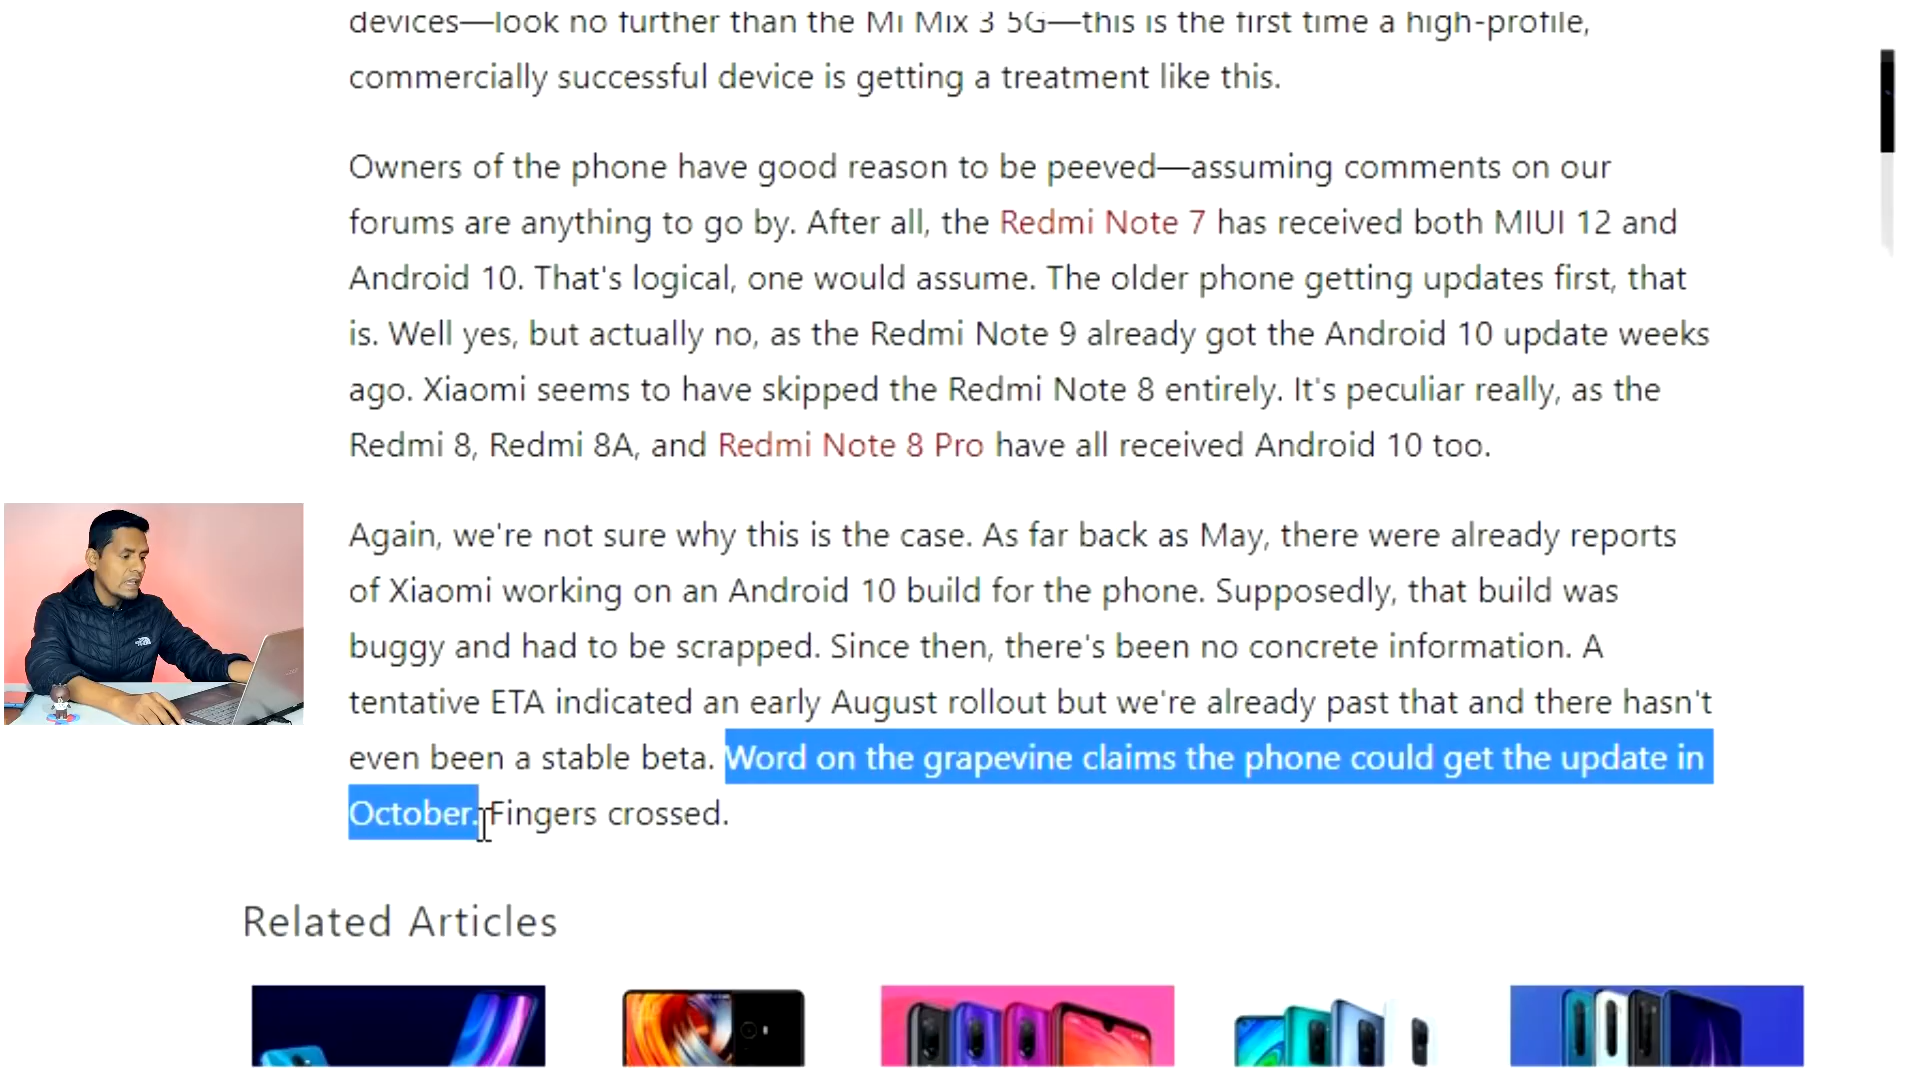 devices—look no further than the Mi Mix 3 5G—this is the first time a high-profile,
commercially successful device is getting a treatment like this.
Owners of the phone have good reason to be peeved—assuming comments on our
forums are anything to go by. After all, the Redmi Note 7 has received both MIUI 12 and
Android 10. That's logical, one would assume. The older phone getting updates first, that
is. Well yes, but actually no, as the Redmi Note 9 already got the Android 10 update weeks
ago. Xiaomi seems to have skipped the Redmi Note 8 entirely. It's peculiar really, as the
Redmi 8, Redmi 8A, and Redmi Note 8 Pro have all received Android 10 too.
Again, we're not sure why this is the case. As far back as May, there were already reports
of Xiaomi working on an Android 10 build for the phone. Supposedly, that build was
buggy and had to be scrapped. Since then, there's been no concrete information. A
tentative ETA indicated an early August rollout but we're already past that and there hasn't
even been a stable beta. Word on the grapevine claims the phone could get the update in
October. Fingers crossed.
Related Articles